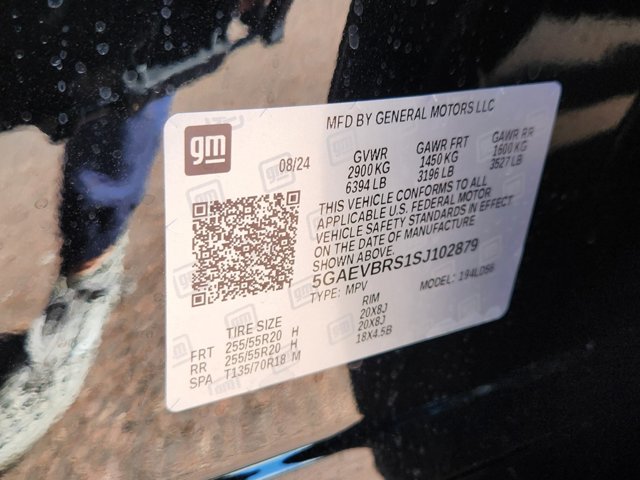 MFD BY GENERAL MOTORS LLC
gm
08/24
GVWR GAWR FRT GAWR RR
2900 KG 1450 KG 1600 KG
6394 LB 3196 LB 3527 LB
THIS VEHICLE CONFORMS TO ALL
APPLICABLE U.S. FEDERAL MOTOR
VEHICLE SAFETY STANDARDS IN EFFECT
ON THE DATE OF MANUFACTURE
SHOWN ABOVE.
5GAEVBRS1SJ102879
TYPE: MPV MODEL: 194LD56
TIRE SIZE RIM
FRT 255/55R20 H 20X8J
RR 255/55R20 H 20X8J
SPA T135/70R18 M 18X4.5B